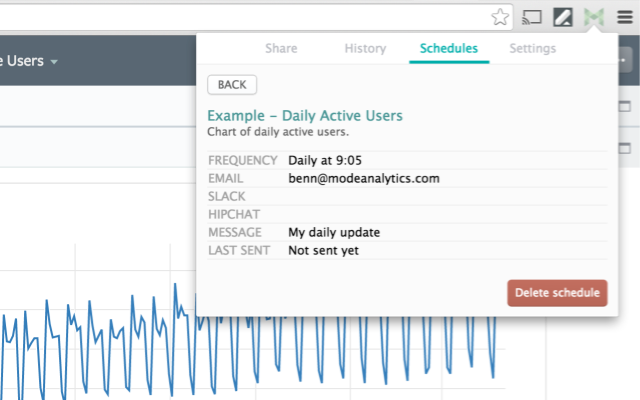 e Users
Share History Schedules Settings
BACK
Example – Daily Active Users
Chart of daily active users.
FREQUENCY Daily at 9:05
EMAIL benn@modeanalytics.com
SLACK
HIPCHAT
MESSAGE My daily update
LAST SENT Not sent yet
Delete schedule